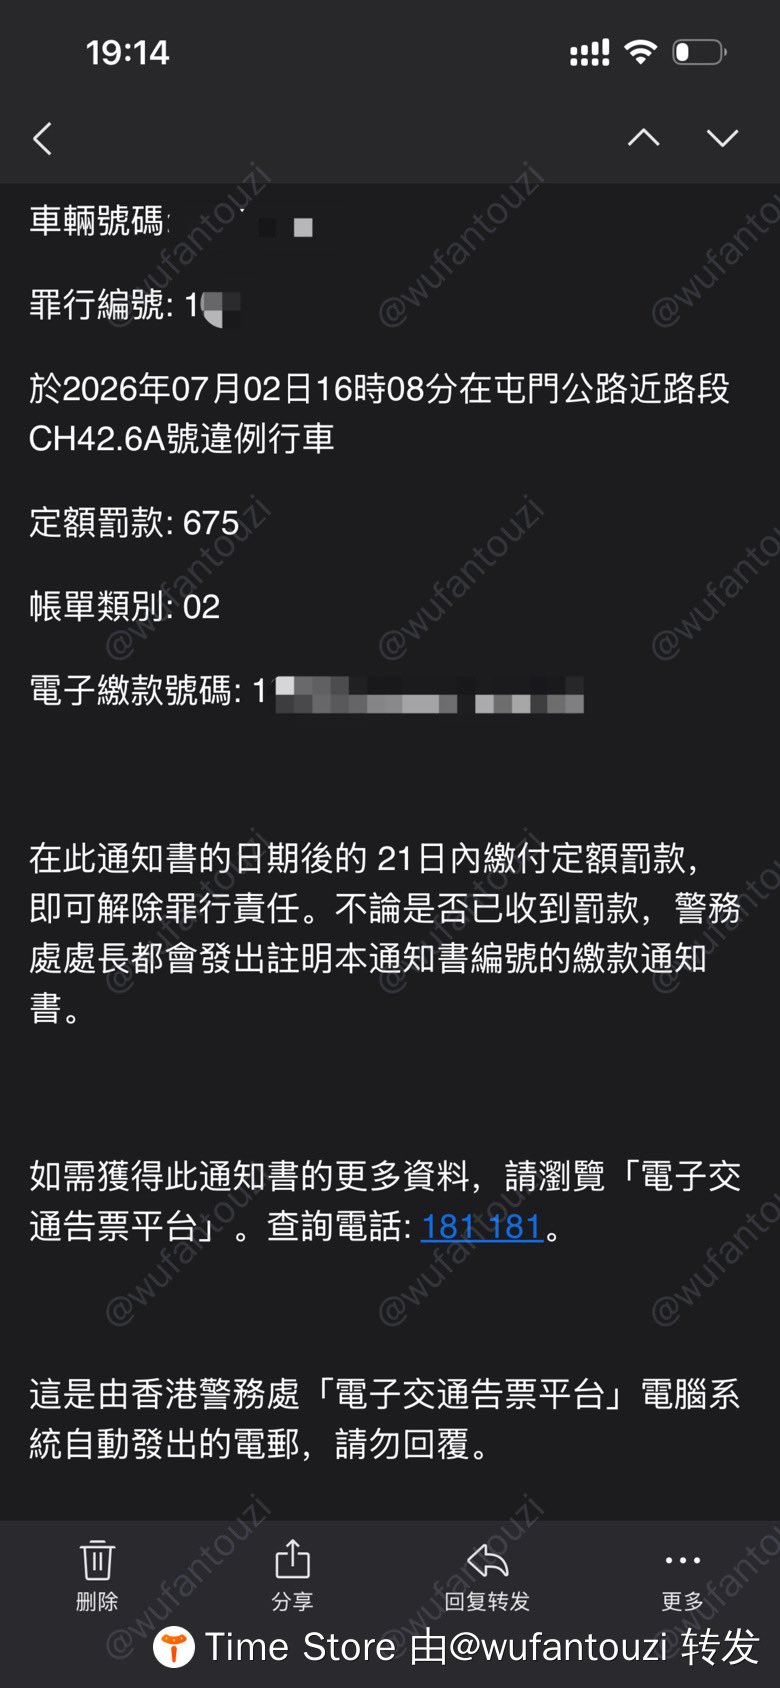 19:14
車輛號碼:
罪行編號: 1
於2026年07月02日16時08分在屯門公路近路段
CH42.6A號違例行車
定額罰款: 675
帳單類別: 02
電子繳款號碼: 1
在此通知書的日期後的 21日內繳付定額罰款，
即可解除罪行責任。不論是否已收到罰款，警務
處處長都會發出註明本通知書編號的繳款通知
書。
如需獲得此通知書的更多資料，請瀏覽「電子交
通告票平台」。查詢電話: 181 181。
這是由香港警務處「電子交通告票平台」電腦系
統自動發出的電郵，請勿回覆。
删除
分享
回复转发
更多
Time Store 由@wufantouzi 转发
@wufantouzi